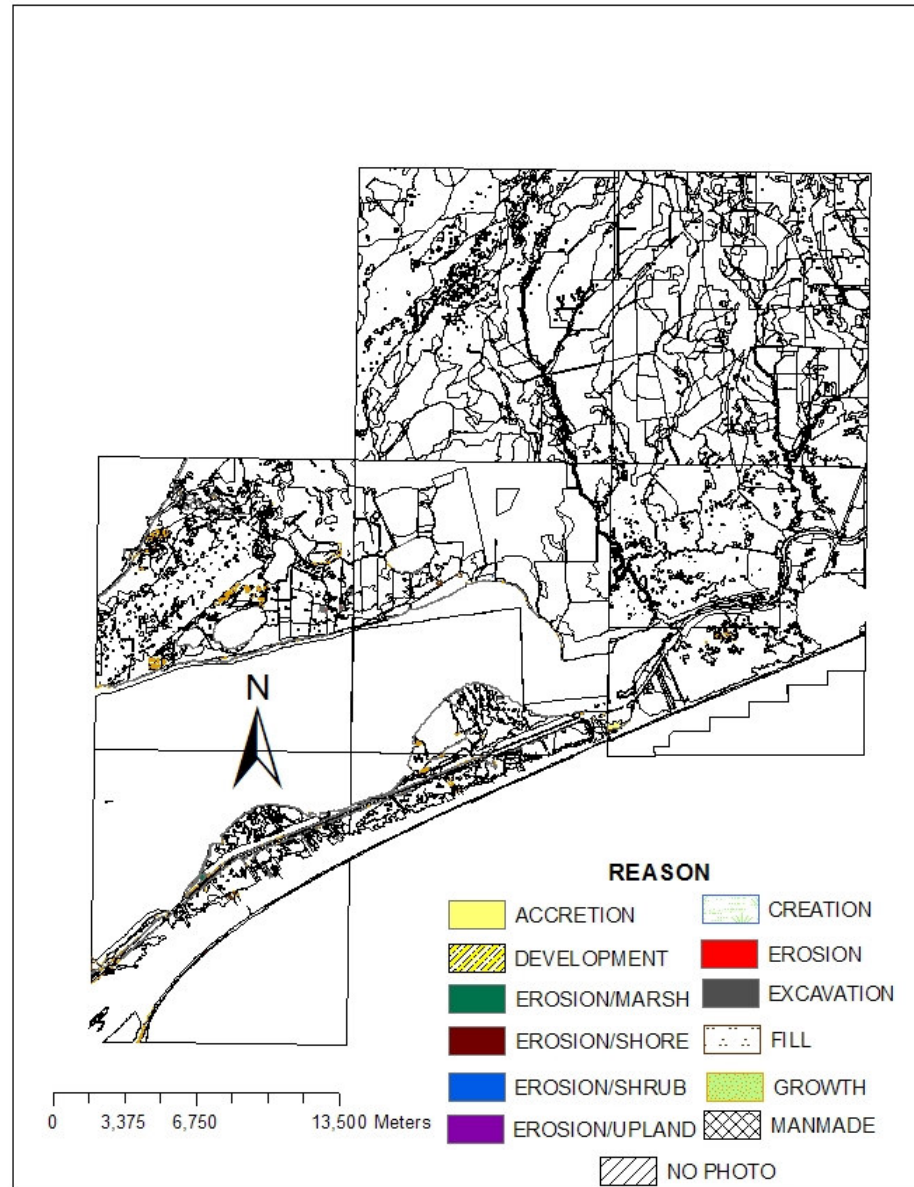 N
REASON
ACCRETION
CREATION
DEVELOPMENT
EROSION
EROSION/MARSH
EXCAVATION
EROSION/SHORE
FILL
EROSION/SHRUB
GROWTH
EROSION/UPLAND
MANMADE
NO PHOTO
0 3,375 6,750 13,500 Meters